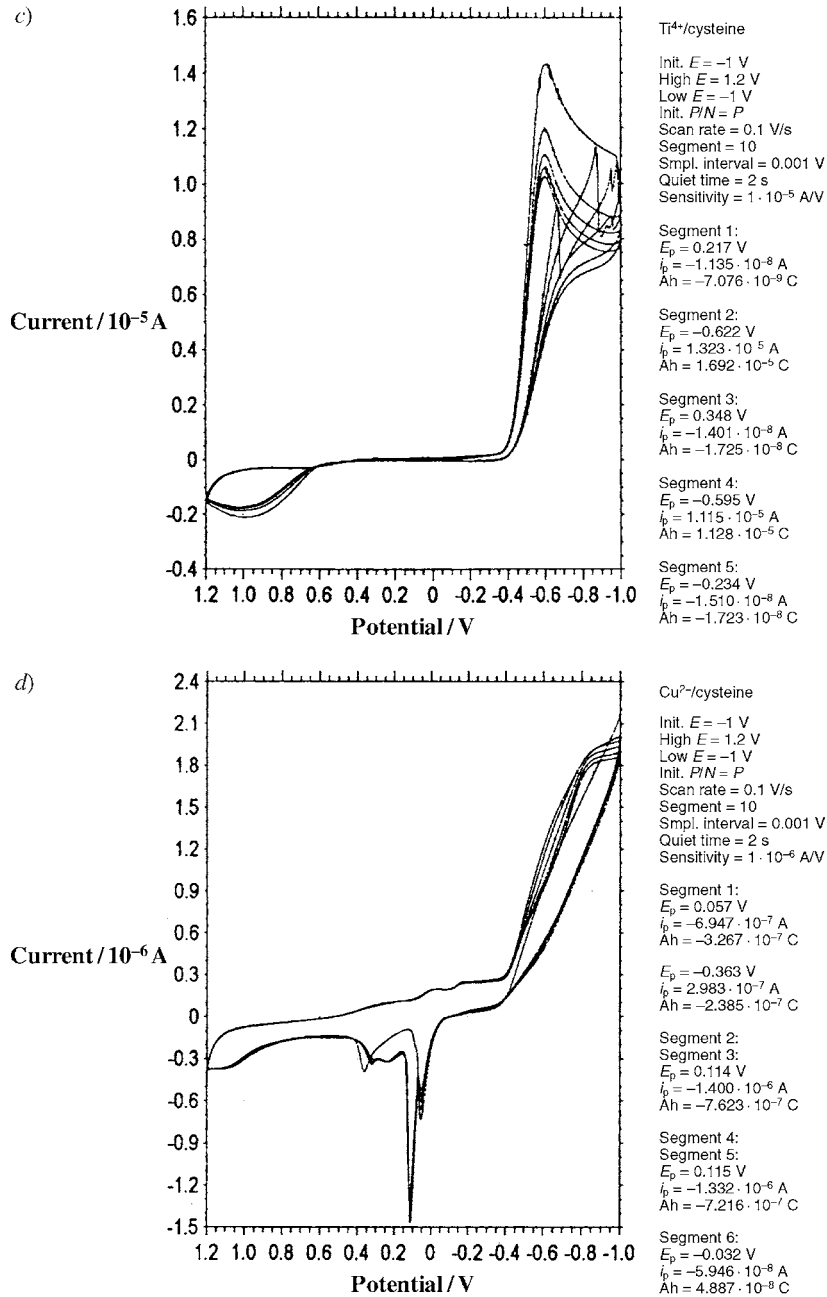 c)
1.6
1.4
1.2
1.0
0.8
0.6
0.4
0.2
0
-0.2
-0.4
Current / 10⁻⁵ A
1.2 1.0 0.8 0.6 0.4 0.2 0 -0.2 -0.4 -0.6 -0.8 -1.0
Potential / V
Ti⁴⁺/cysteine
Init. E = –1 V
High E = 1.2 V
Low E = –1 V
Init. P/N = P
Scan rate = 0.1 V/s
Segment = 10
Smpl. interval = 0.001 V
Quiet time = 2 s
Sensitivity = 1 · 10⁻⁵ A/V
Segment 1:
Eₚ = 0.217 V
iₚ = –1.135 · 10⁻⁸ A
Ah = –7.076 · 10⁻⁹ C
Segment 2:
Eₚ = –0.622 V
iₚ = 1.323 · 10⁻⁵ A
Ah = 1.692 · 10⁻⁵ C
Segment 3:
Eₚ = 0.348 V
iₚ = –1.401 · 10⁻⁸ A
Ah = –1.725 · 10⁻⁸ C
Segment 4:
Eₚ = –0.595 V
iₚ = 1.115 · 10⁻⁵ A
Ah = 1.128 · 10⁻⁵ C
Segment 5:
Eₚ = –0.234 V
iₚ = –1.510 · 10⁻⁸ A
Ah = –1.723 · 10⁻⁸ C
d)
2.4
2.1
1.8
1.5
1.2
0.9
0.6
0.3
0
-0.3
-0.6
-0.9
-1.2
-1.5
Current / 10⁻⁶ A
1.2 1.0 0.8 0.6 0.4 0.2 0 -0.2 -0.4 -0.6 -0.8 -1.0
Potential / V
Cu²⁻/cysteine
Init. E = –1 V
High E = 1.2 V
Low E = –1 V
Init. P/N = P
Scan rate = 0.1 V/s
Segment = 10
Smpl. interval = 0.001 V
Quiet time = 2 s
Sensitivity = 1 · 10⁻⁶ A/V
Segment 1:
Eₚ = 0.057 V
iₚ = –6.947 · 10⁻⁷ A
Ah = –3.267 · 10⁻⁷ C
Eₚ = –0.363 V
iₚ = 2.983 · 10⁻⁷ A
Ah = –2.385 · 10⁻⁷ C
Segment 2:
Segment 3:
Eₚ = 0.114 V
iₚ = –1.400 · 10⁻⁶ A
Ah = –7.623 · 10⁻⁷ C
Segment 4:
Segment 5:
Eₚ = 0.115 V
iₚ = –1.332 · 10⁻⁶ A
Ah = –7.216 · 10⁻⁷ C
Segment 6:
Eₚ = –0.032 V
iₚ = –5.946 · 10⁻⁸ A
Ah = 4.887 · 10⁻⁸ C